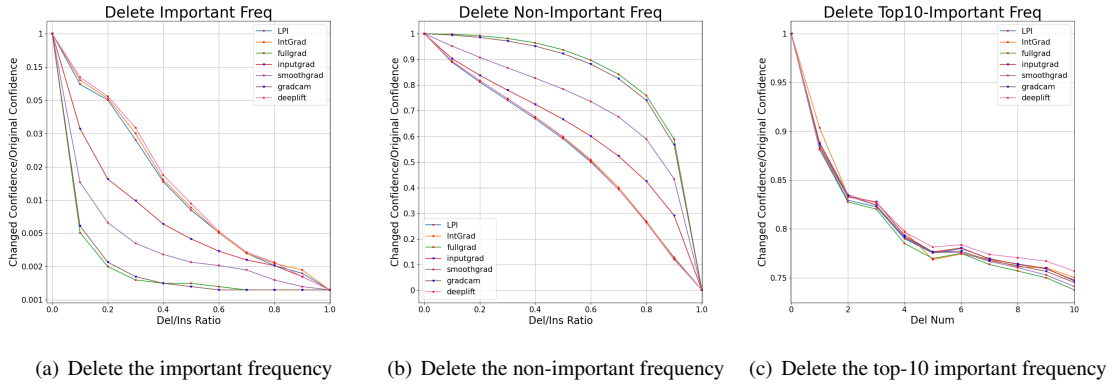 Delete Important Freq
Changed Confidence/Original Confidence
1
0.15
0.05
0.03
0.02
0.01
0.005
0.002
0.001
LPI
IntGrad
fullgrad
inputgrad
smoothgrad
gradcam
deeplift
0.0 0.2 0.4 0.6 0.8 1.0
Del/Ins Ratio
(a) Delete the important frequency
Delete Non-Important Freq
Changed Confidence/Original Confidence
1
0.9
0.8
0.7
0.6
0.5
0.4
0.3
0.2
0.1
0
LPI
IntGrad
fullgrad
inputgrad
smoothgrad
gradcam
deeplift
0.0 0.2 0.4 0.6 0.8 1.0
Del/Ins Ratio
(b) Delete the non-important frequency
Delete Top10-Important Freq
Changed Confidence/Original Confidence
1
0.95
0.9
0.85
0.8
0.75
LPI
IntGrad
fullgrad
inputgrad
smoothgrad
gradcam
deeplift
0 2 4 6 8 10
Del Num
(c) Delete the top-10 important frequency